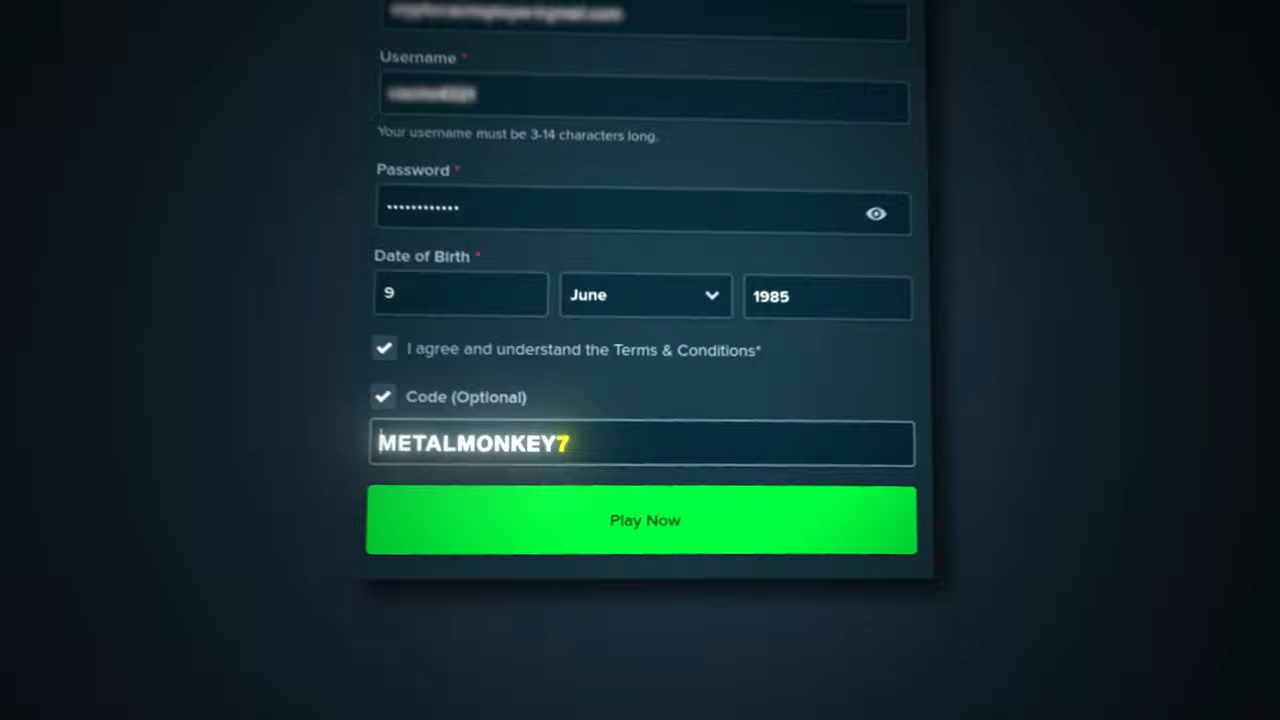 Username *
Your username must be 3-14 characters long.
Password *
••••••••••••
Date of Birth *
9 June 1985
I agree and understand the Terms & Conditions*
Code (Optional)
METALMONKEY7
Play Now